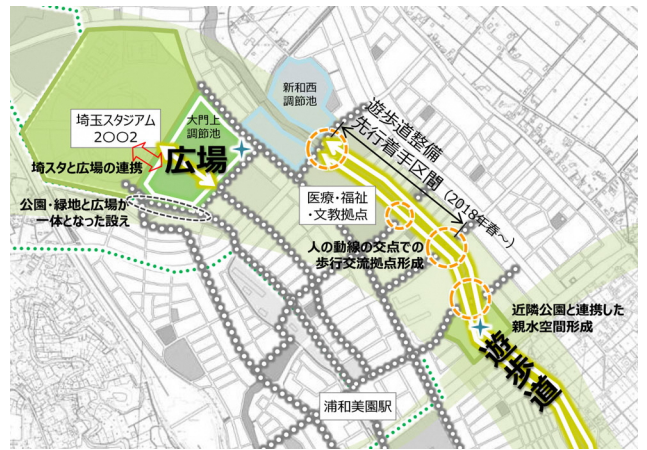 新和西
調節池
埼玉スタジアム
2002
大門上
調節池
広場
埼スタと広場の連携
公園・緑地と広場が
一体となった設え
遊歩道整備
先行着手区間（2018年春～）
医療・福祉
・文教拠点
人の動線の交点での
歩行交流拠点形成
近隣公園と連携した
親水空間形成
遊歩道
浦和美園駅